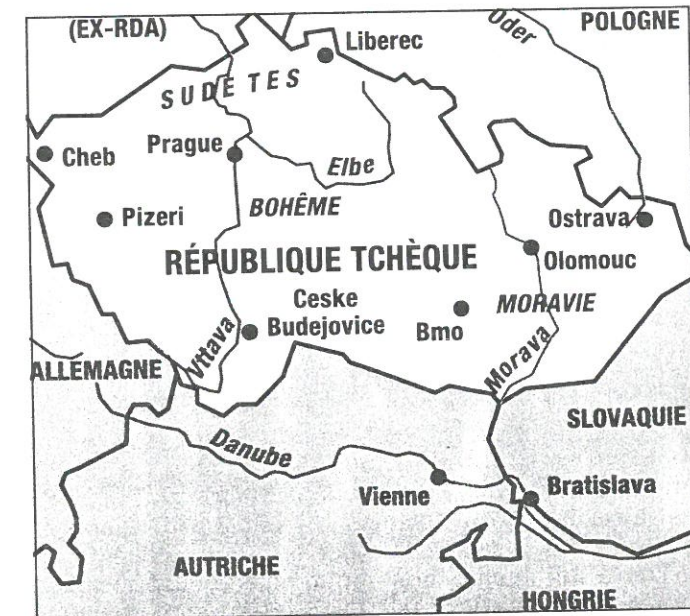 (EX-RDA)
Oder
POLOGNE
Liberec
SUDETES
Cheb
Prague
Elbe
Pizeri
BOHÊME
Ostrava
RÉPUBLIQUE TCHÈQUE
Olomouc
Ceske
Budejovice
MORAVIE
Bmo
Vltava
Morava
ALLEMAGNE
SLOVAQUIE
Danube
Vienne
Bratislava
AUTRICHE
HONGRIE